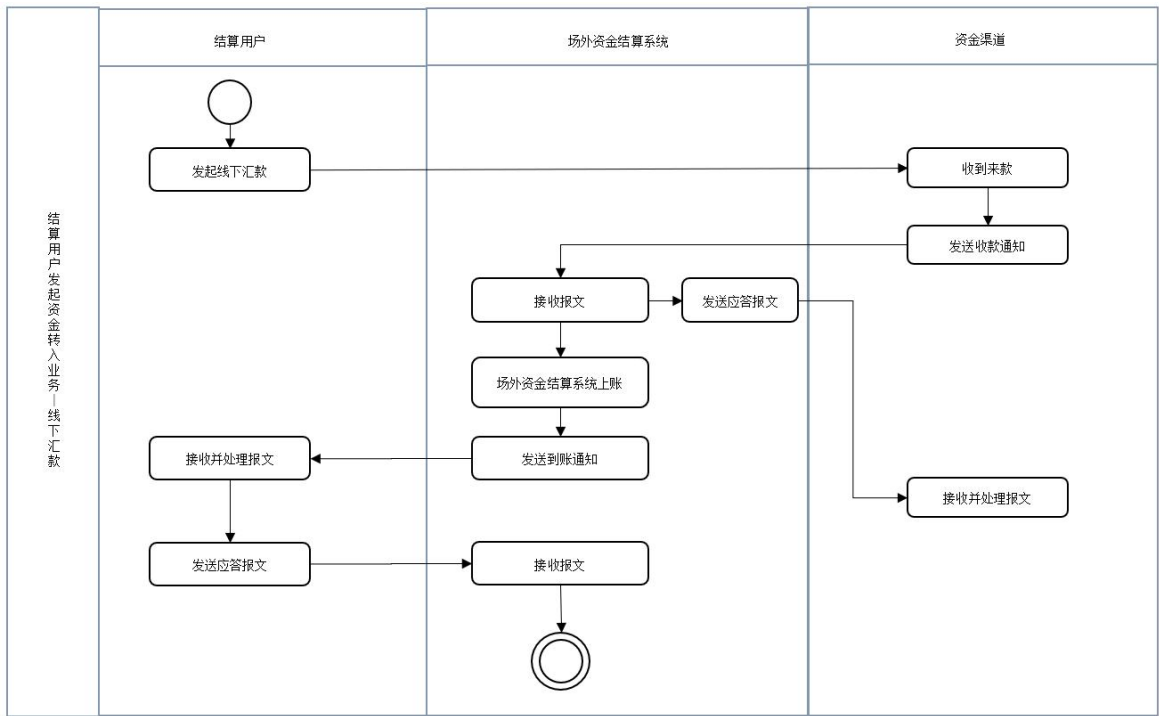 结算用户
场外资金结算系统
资金渠道
结算用户发起资金转入业务—线下汇款
发起线下汇款
收到来款
发送收款通知
接收报文
发送应答报文
场外资金结算系统上账
接收并处理报文
发送到账通知
接收并处理报文
发送应答报文
接收报文